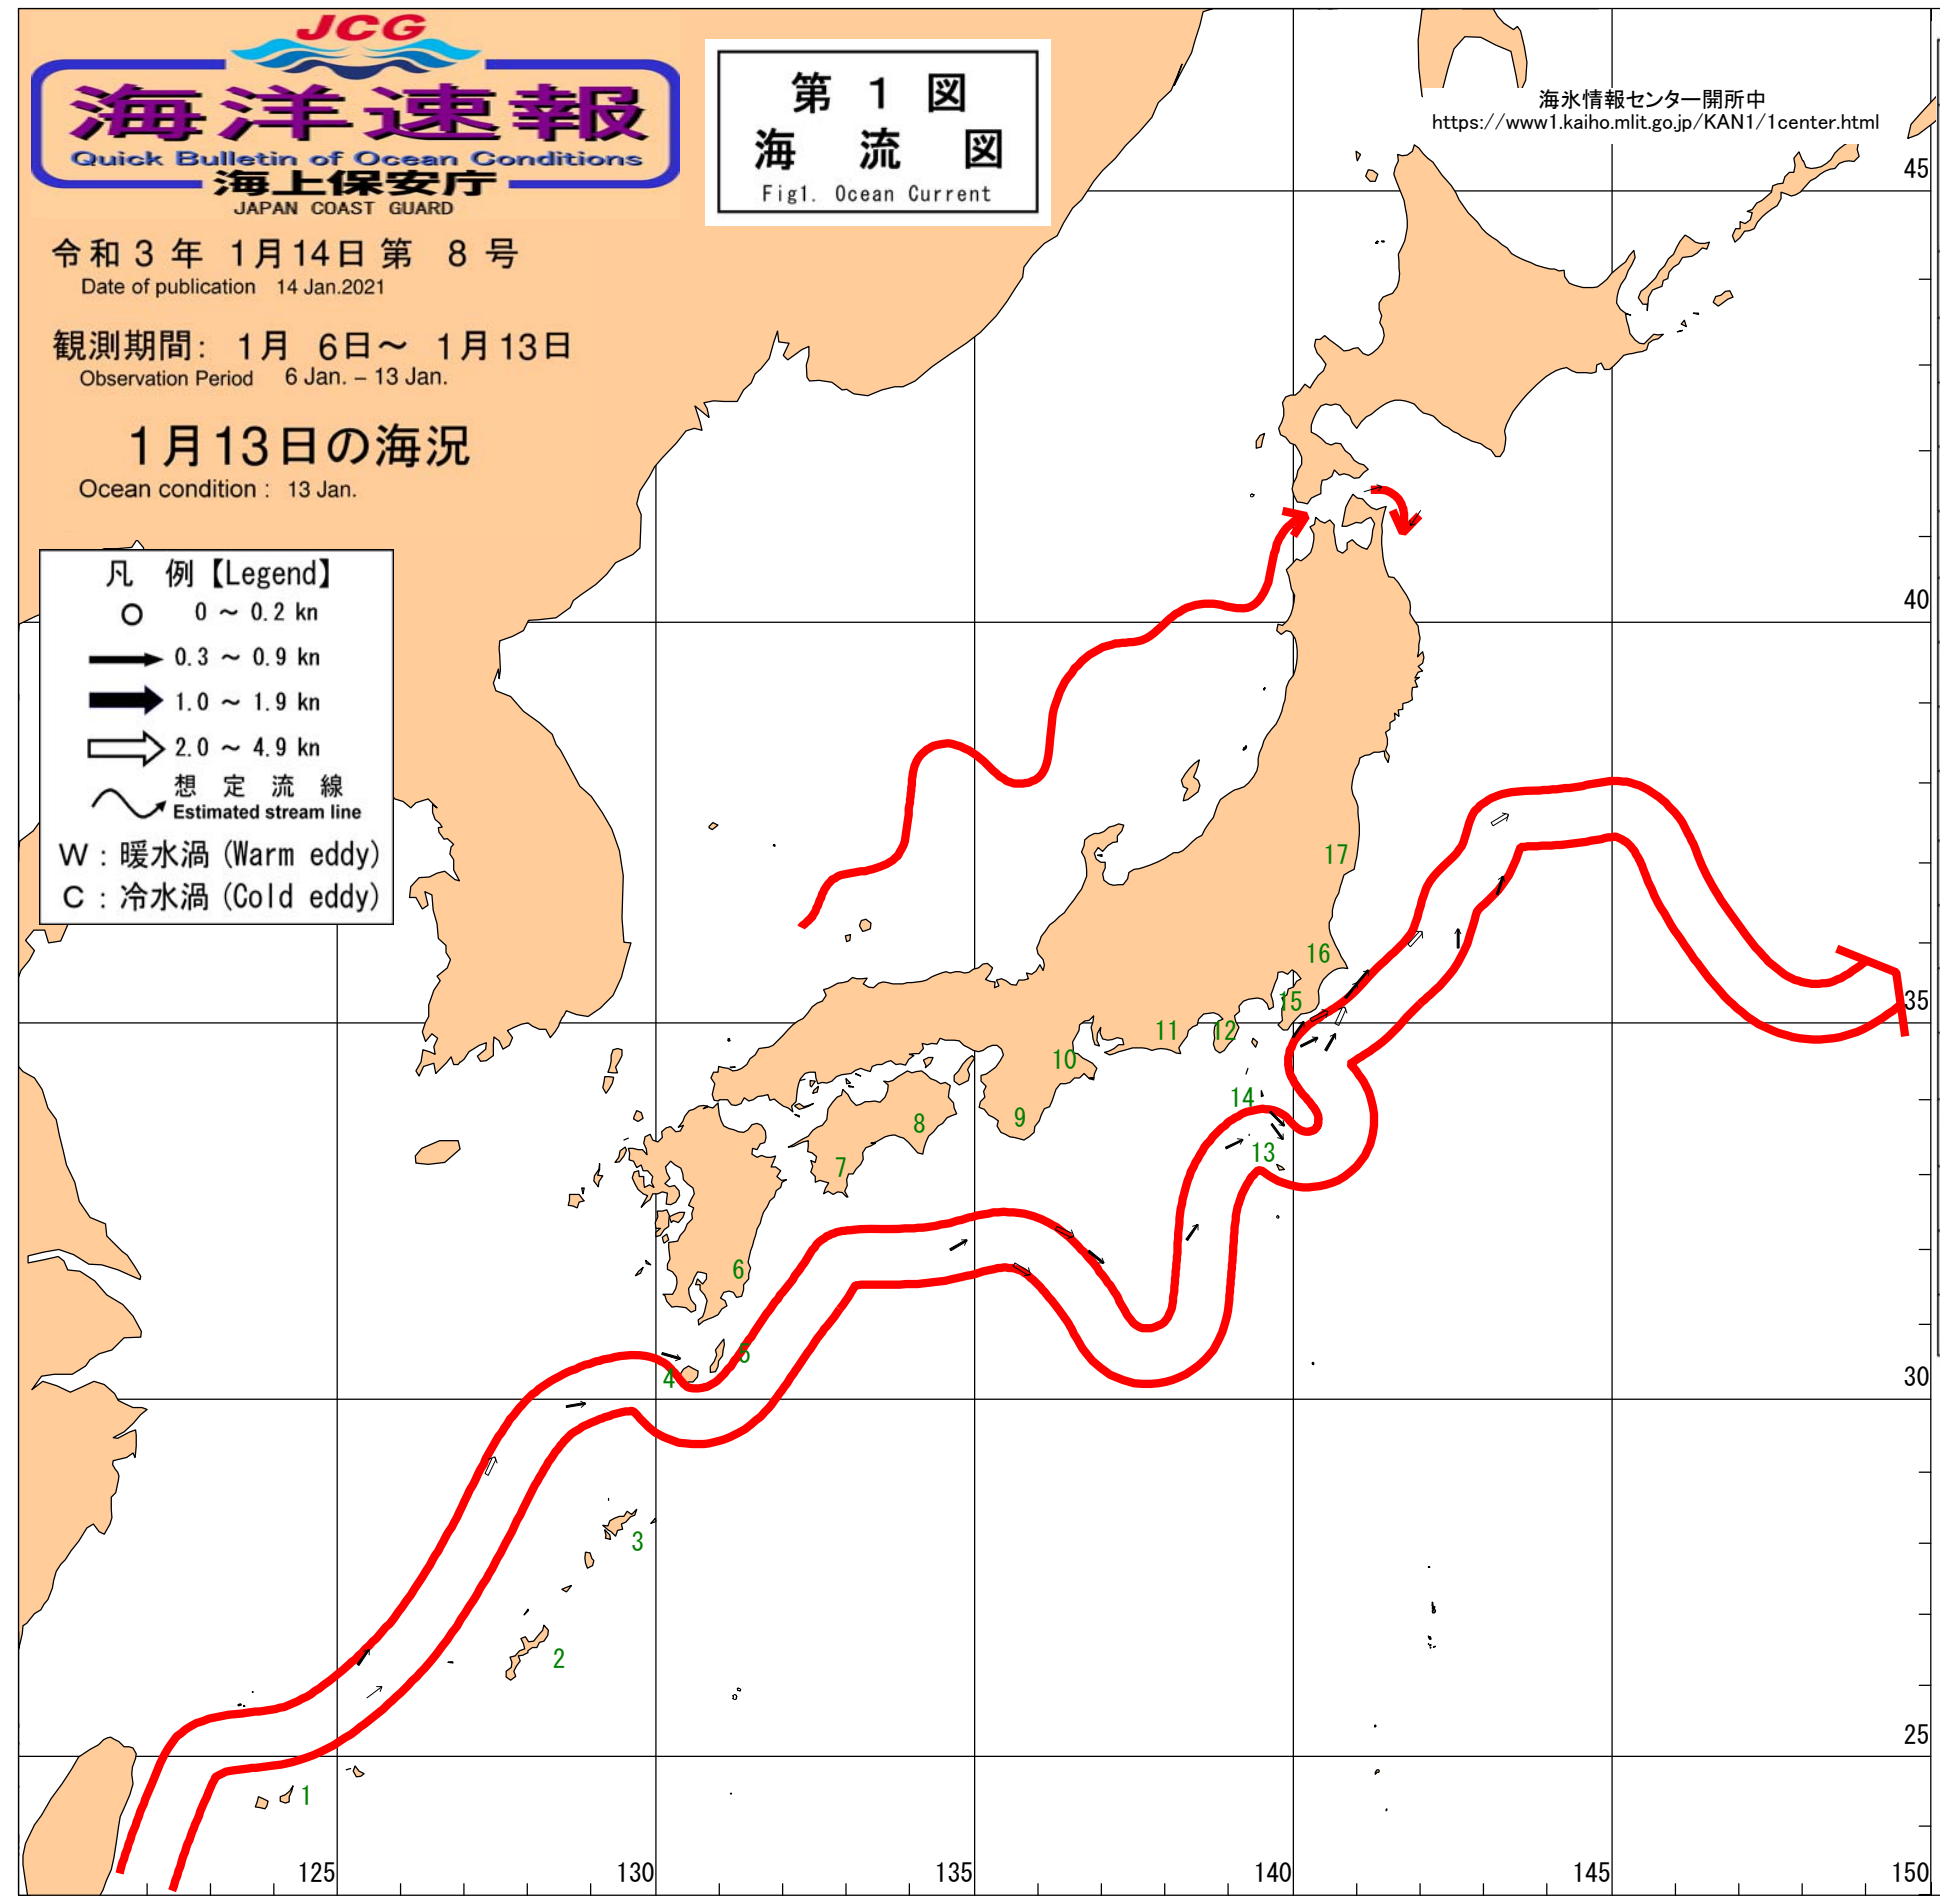 JCG
海洋速報
Quick Bulletin of Ocean Conditions
海上保安庁
JAPAN COAST GUARD
第 1 図
海 流 図
Fig1. Ocean Current
海氷情報センター開所中
https://www1.kaiho.mlit.go.jp/KAN1/1center.html
令和 3 年 1月14日 第 8 号
Date of publication 14 Jan.2021
観測期間: 1月 6日～ 1月13日
Observation Period 6 Jan. – 13 Jan.
1月13日の海況
Ocean condition : 13 Jan.
凡 例【Legend】
0 ～ 0.2 kn
0.3 ～ 0.9 kn
1.0 ～ 1.9 kn
2.0 ～ 4.9 kn
想 定 流 線
Estimated stream line
W : 暖水渦 (Warm eddy)
C : 冷水渦 (Cold eddy)
45
40
17
16
35
15
12
11
10
14
9
8
13
7
6
5
4
30
3
2
25
1
125
130
135
140
145
150